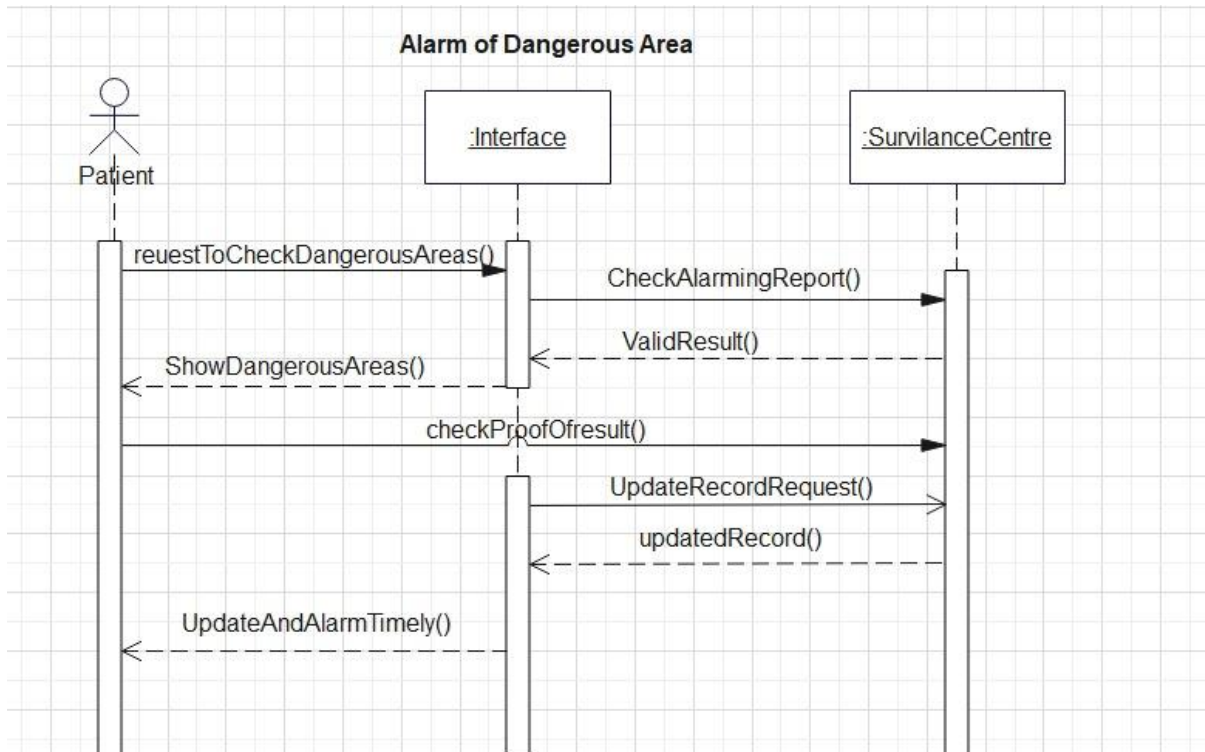 Alarm of Dangerous Area
:Interface
:SurvilanceCentre
Patient
reuestToCheckDangerousAreas()
CheckAlarmingReport()
ValidResult()
ShowDangerousAreas()
checkProofOfresult()
UpdateRecordRequest()
updatedRecord()
UpdateAndAlarmTimely()